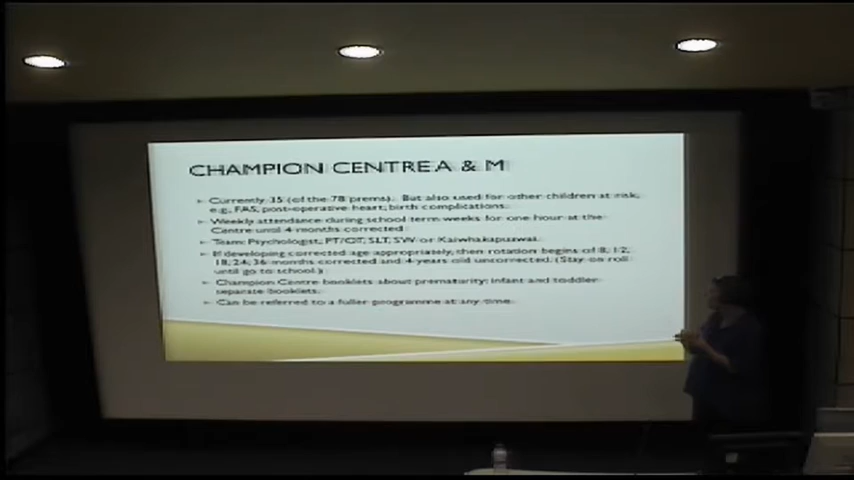 CHAMPION CENTRE A & M
Currently 35 (of the 78 prems). But also used for other children at risk,
e.g. FAS, post-operative heart, birth complications.
Weekly attendance during school term weeks for one hour at the
Centre until 4 months corrected
Team: Psychologist, PT/OT, SLT, SW or Kaiwhakapuawai.
If developing corrected age appropriately, then rotation begins of 8, 12,
18, 24, 36 months corrected and 4 years old uncorrected. (Stay on roll
until go to school.)
Champion Centre booklets about prematurity: infant and toddler
separate booklets.
Can be referred to a fuller programme at any time.